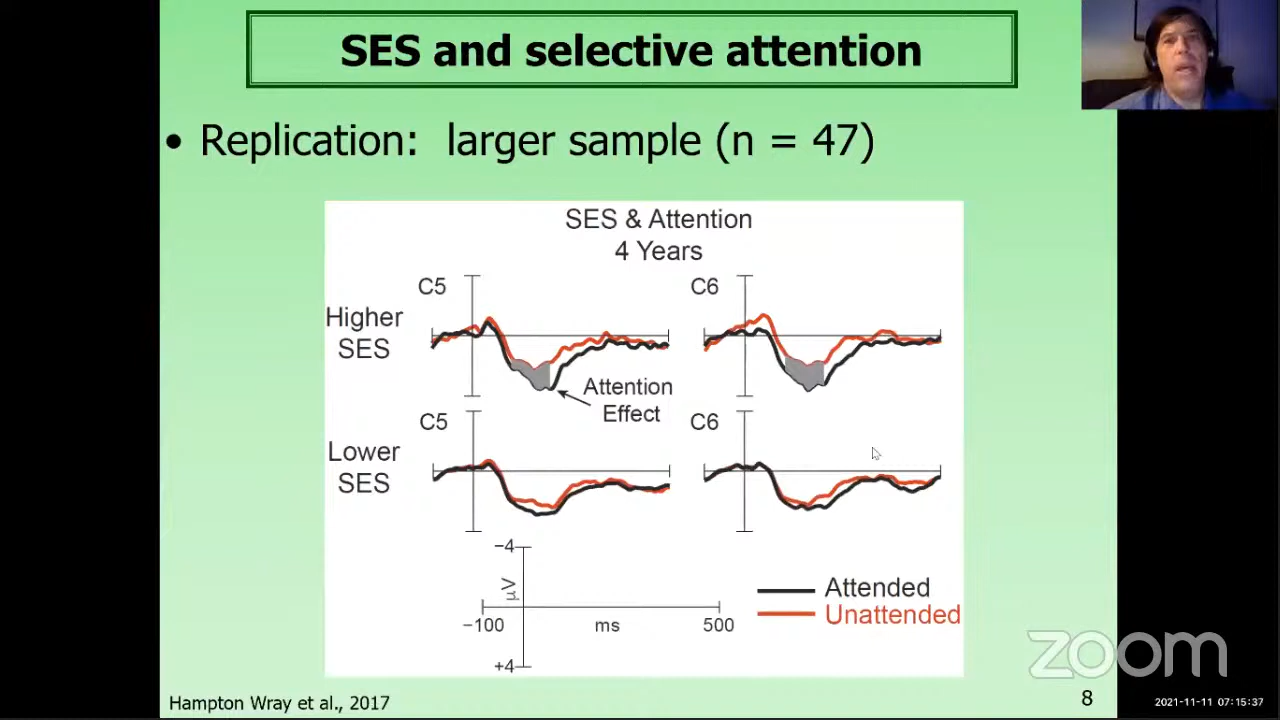 SES and selective attention
• Replication: larger sample (n = 47)
SES & Attention
4 Years
C5
C6
Higher
SES
Attention
Effect
C5
C6
Lower
SES
−4
µV
−100
ms
500
+4
Attended
Unattended
zoom
Hampton Wray et al., 2017
8
2021-11-11 07:15:37